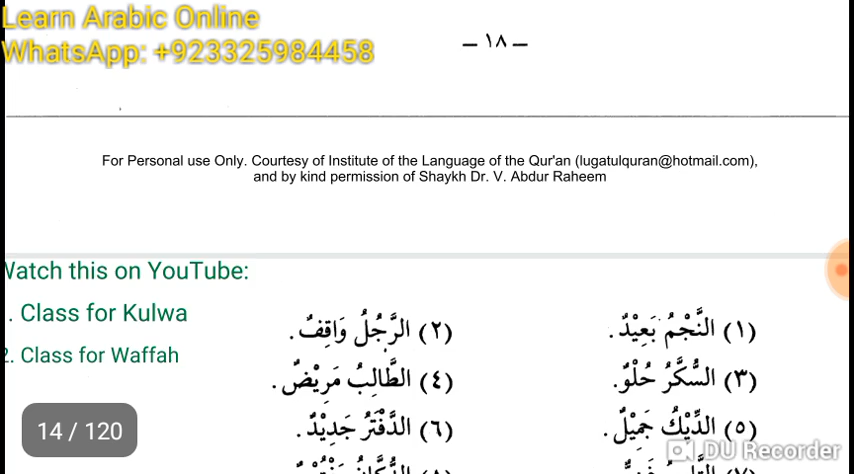 Learn Arabic Online
WhatsApp: +923325984458
– ١٨ –
For Personal use Only. Courtesy of Institute of the Language of the Qur'an (lugatulquran@hotmail.com),
and by kind permission of Shaykh Dr. V. Abdur Raheem
Watch this on YouTube:
. Class for Kulwa
2. Class for Waffah
(١) النَّجْمُ بَعِيْدٌ. (٢) الرَّجُلُ وَاقِفٌ.
(٣) السُّكَّرُ حُلْوٌ. (٤) الطَّالِبُ مَرِيْضٌ.
(٥) الدِّيْكُ جَمِيْلٌ. (٦) الدَّفْتَرُ جَدِيْدٌ.
14 / 120
DU Recorder